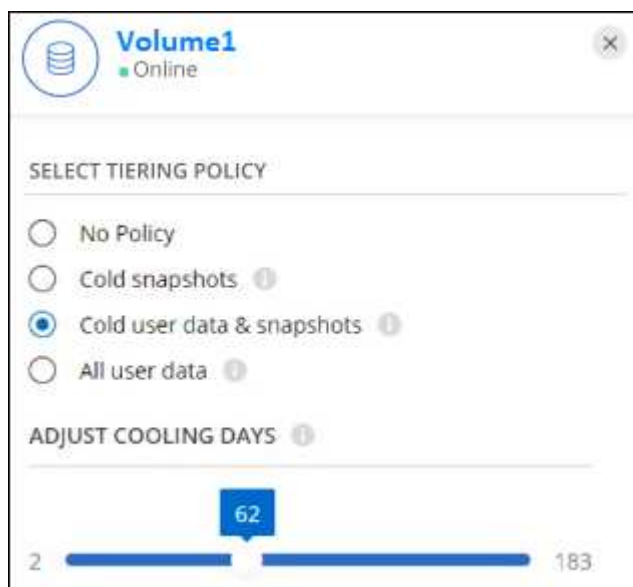 Volume1
Online
SELECT TIERING POLICY
No Policy
Cold snapshots
Cold user data & snapshots
All user data
ADJUST COOLING DAYS
62
2 183